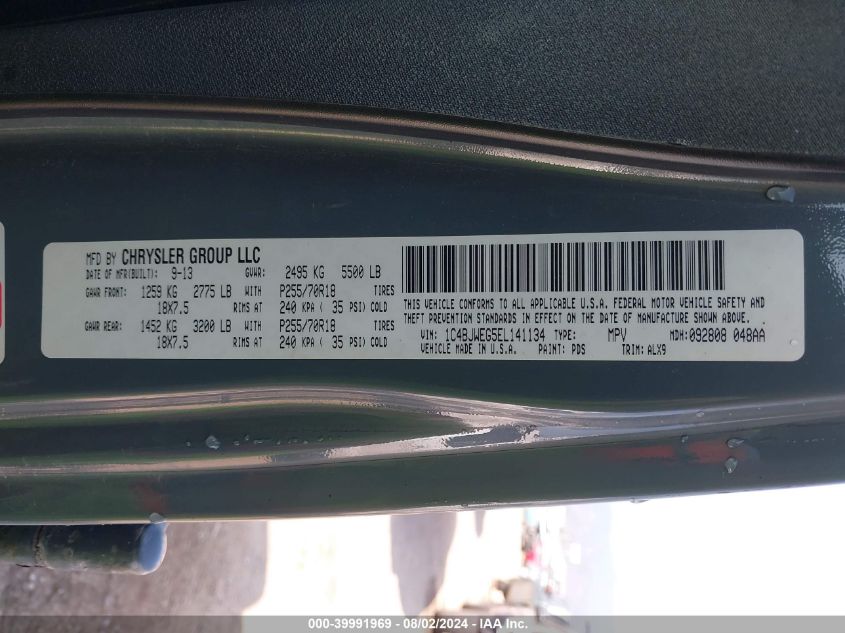 MFD BY CHRYSLER GROUP LLC
DATE OF MFR(BUILT): 9-13 GVWR: 2495 KG 5500 LB
GAWR FRONT: 1259 KG 2775 LB WITH P255/70R18 TIRES
18X7.5 RIMS AT 240 KPA ( 35 PSI) COLD
GAWR REAR: 1452 KG 3200 LB WITH P255/70R18 TIRES
18X7.5 RIMS AT 240 KPA ( 35 PSI) COLD
THIS VEHICLE CONFORMS TO ALL APPLICABLE U.S.A. FEDERAL MOTOR VEHICLE SAFETY AND
THEFT PREVENTION STANDARDS IN EFFECT ON THE DATE OF MANUFACTURE SHOWN ABOVE.
VIN: 1C4BJWEG5EL141134 TYPE: MPV MDH:092808 048AA
VEHICLE MADE IN U.S.A. PAINT: PDS TRIM: ALX9
000-39991969 - 08/02/2024 - IAA Inc.